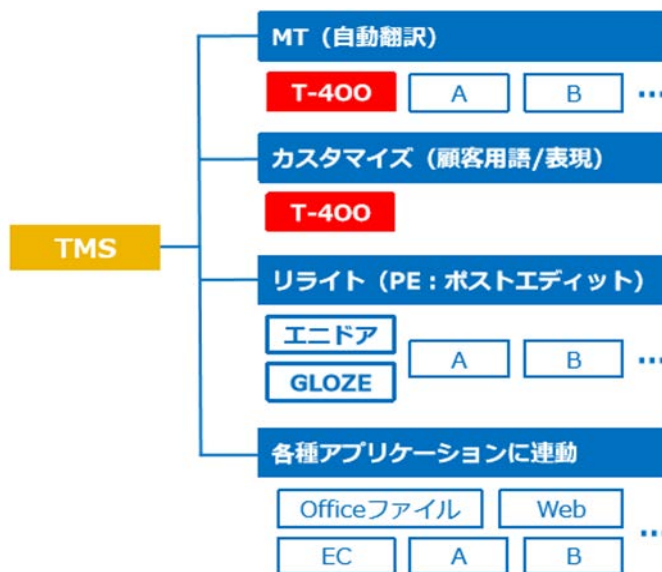 MT（自動翻訳）
T-400 A B …
カスタマイズ（顧客用語/表現）
T-400
TMS
リライト（PE：ポストエディット）
エニドア
A B …
GLOZE
各種アプリケーションに連動
Officeファイル Web …
EC A B